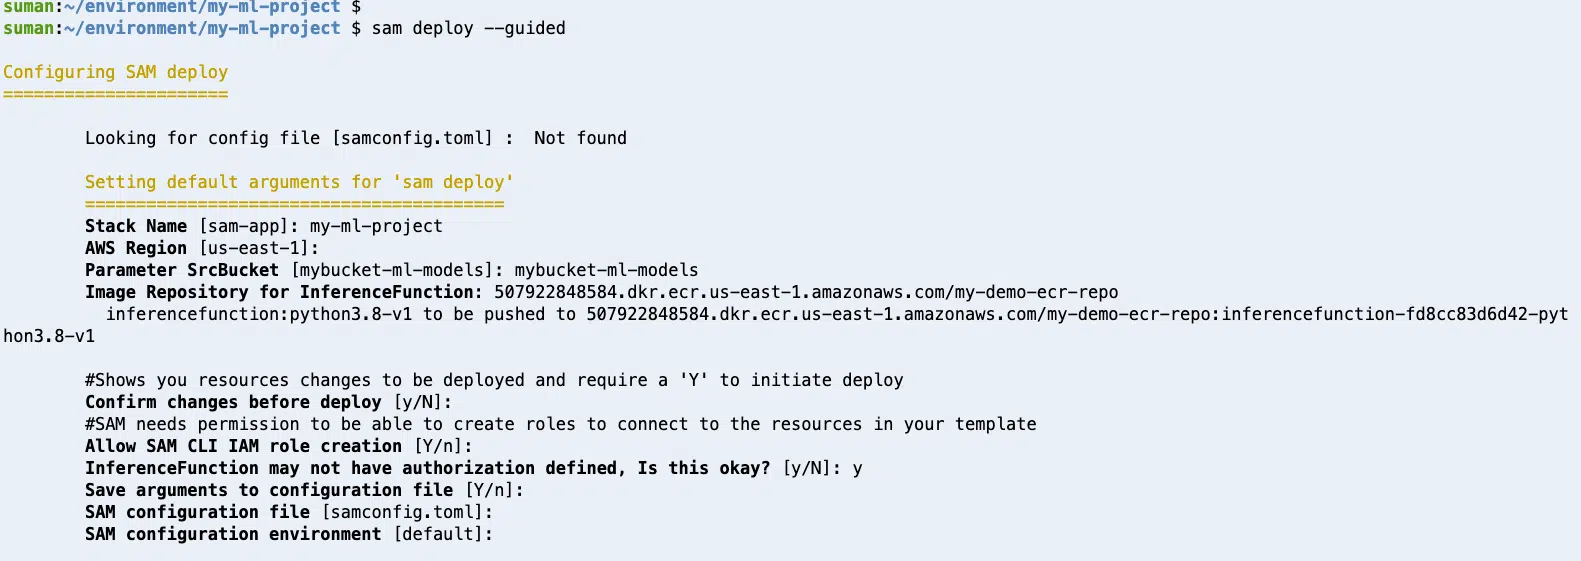 suman:~/environment/my-ml-project $
suman:~/environment/my-ml-project $ sam deploy --guided
Configuring SAM deploy
======================
Looking for config file [samconfig.toml] :  Not found
Setting default arguments for 'sam deploy'
=========================================
Stack Name [sam-app]: my-ml-project
AWS Region [us-east-1]:
Parameter SrcBucket [mybucket-ml-models]: mybucket-ml-models
Image Repository for InferenceFunction: 507922848584.dkr.ecr.us-east-1.amazonaws.com/my-demo-ecr-repo
inferencefunction:python3.8-v1 to be pushed to 507922848584.dkr.ecr.us-east-1.amazonaws.com/my-demo-ecr-repo:inferencefunction-fd8cc83d6d42-pyt
hon3.8-v1
#Shows you resources changes to be deployed and require a 'Y' to initiate deploy
Confirm changes before deploy [y/N]:
#SAM needs permission to be able to create roles to connect to the resources in your template
Allow SAM CLI IAM role creation [Y/n]:
InferenceFunction may not have authorization defined, Is this okay? [y/N]: y
Save arguments to configuration file [Y/n]:
SAM configuration file [samconfig.toml]:
SAM configuration environment [default]: